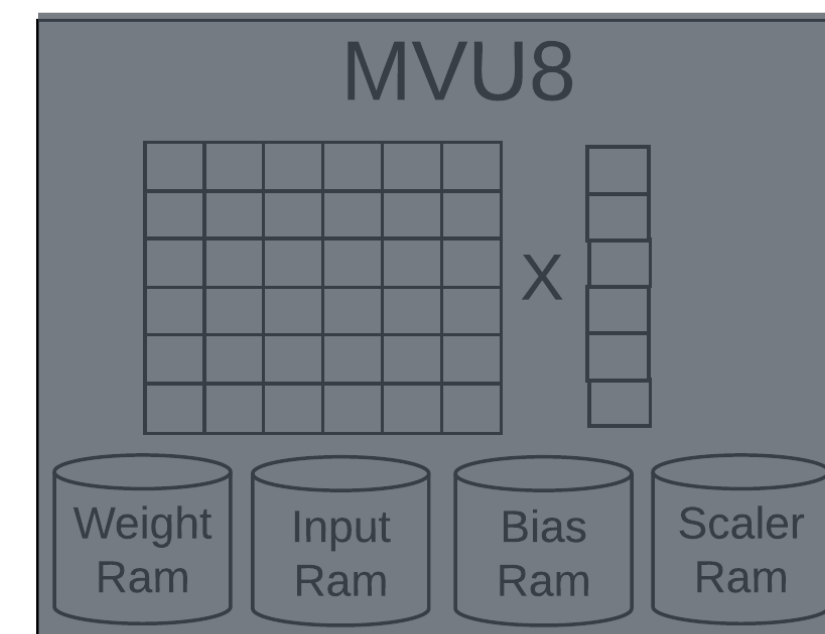 MVU8
X
Weight
Ram
Input
Ram
Bias
Ram
Scaler
Ram